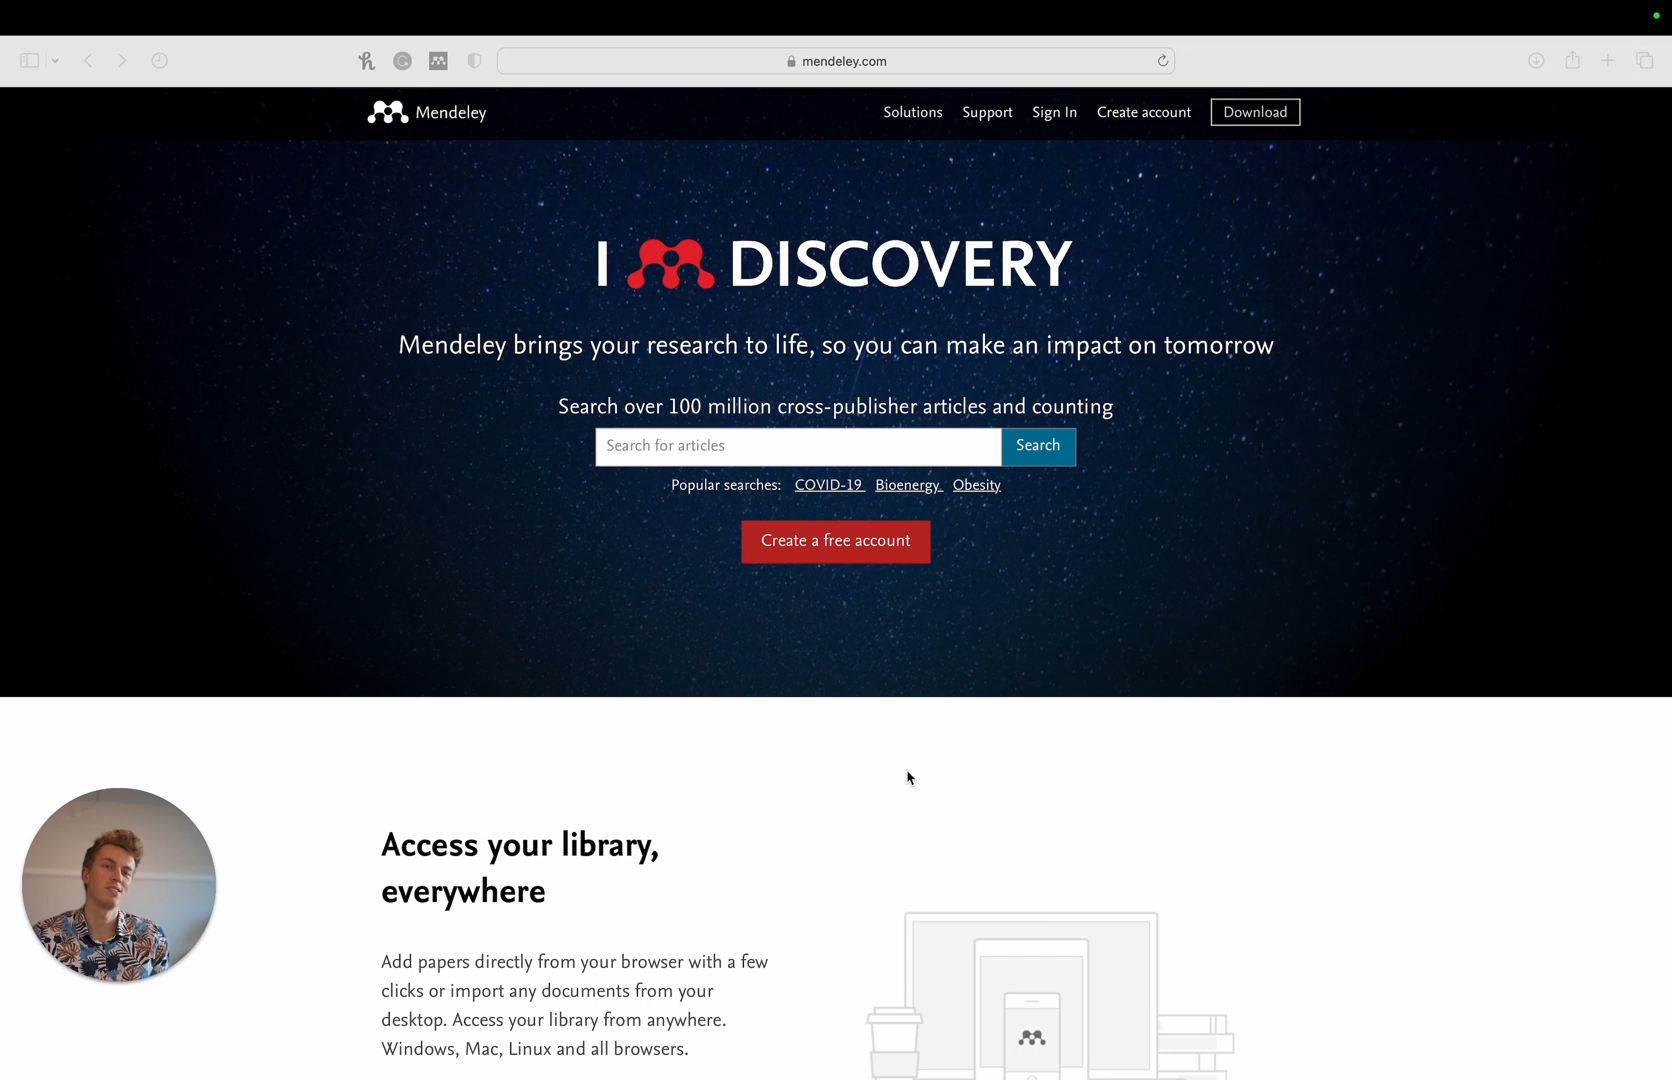 mendeley.com
Mendeley
Solutions Support Sign In Create account Download
I DISCOVERY
Mendeley brings your research to life, so you can make an impact on tomorrow
Search over 100 million cross-publisher articles and counting
Search for articles Search
Popular searches: COVID-19 Bioenergy Obesity
Create a free account
Access your library,
everywhere
Add papers directly from your browser with a few
clicks or import any documents from your
desktop. Access your library from anywhere.
Windows, Mac, Linux and all browsers.